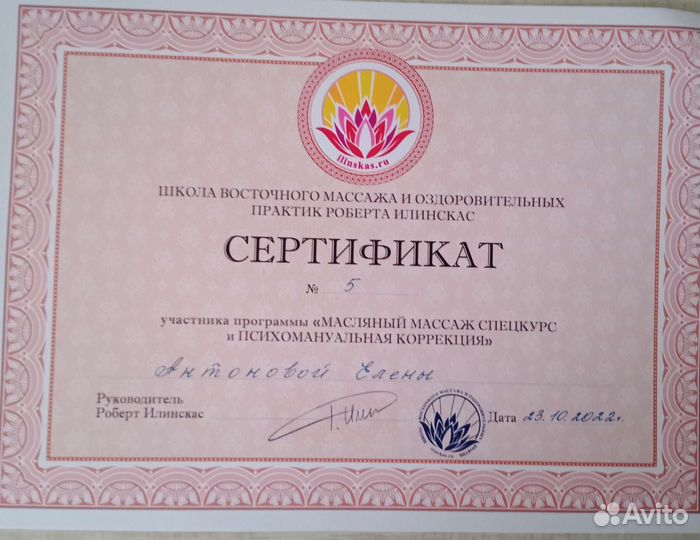 ilinskas.ru
ШКОЛА ВОСТОЧНОГО МАССАЖА И ОЗДОРОВИТЕЛЬНЫХ
ПРАКТИК РОБЕРТА ИЛИНСКАС
СЕРТИФИКАТ
№ 5
участника программы «МАСЛЯНЫЙ МАССАЖ СПЕЦКУРС
и ПСИХОМАНУАЛЬНАЯ КОРРЕКЦИЯ»
Антоновой Елены
Руководитель
Роберт Илинскас
Дата 23.10.2022г.
Avito